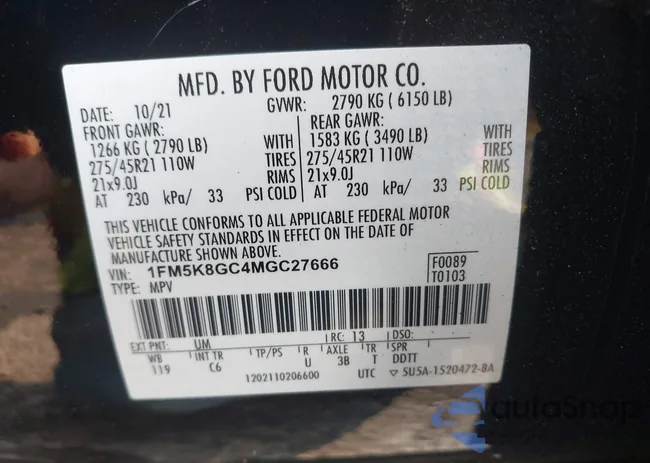 MFD. BY FORD MOTOR CO.
DATE: 10/21 GVWR: 2790 KG (6150 LB)
FRONT GAWR: REAR GAWR:
1266 KG (2790 LB) WITH 1583 KG (3490 LB) WITH
275/45R21 110W TIRES 275/45R21 110W TIRES
21x9.0J RIMS 21x9.0J RIMS
AT 230 kPa/ 33 PSI COLD AT 230 kPa/ 33 PSI COLD
THIS VEHICLE CONFORMS TO ALL APPLICABLE FEDERAL MOTOR
VEHICLE SAFETY STANDARDS IN EFFECT ON THE DATE OF
MANUFACTURE SHOWN ABOVE.
VIN: 1FM5K8GC4MGC27666 F0089
TYPE: MPV T0103
EXT PNT: UM RC: 13 DSO:
WB INT TR TP/PS R AXLE TR SPR
119 C6 U 3B T DDTT
1202110206600 UTC ▽ 5U5A-1520472-BA
autoSnap